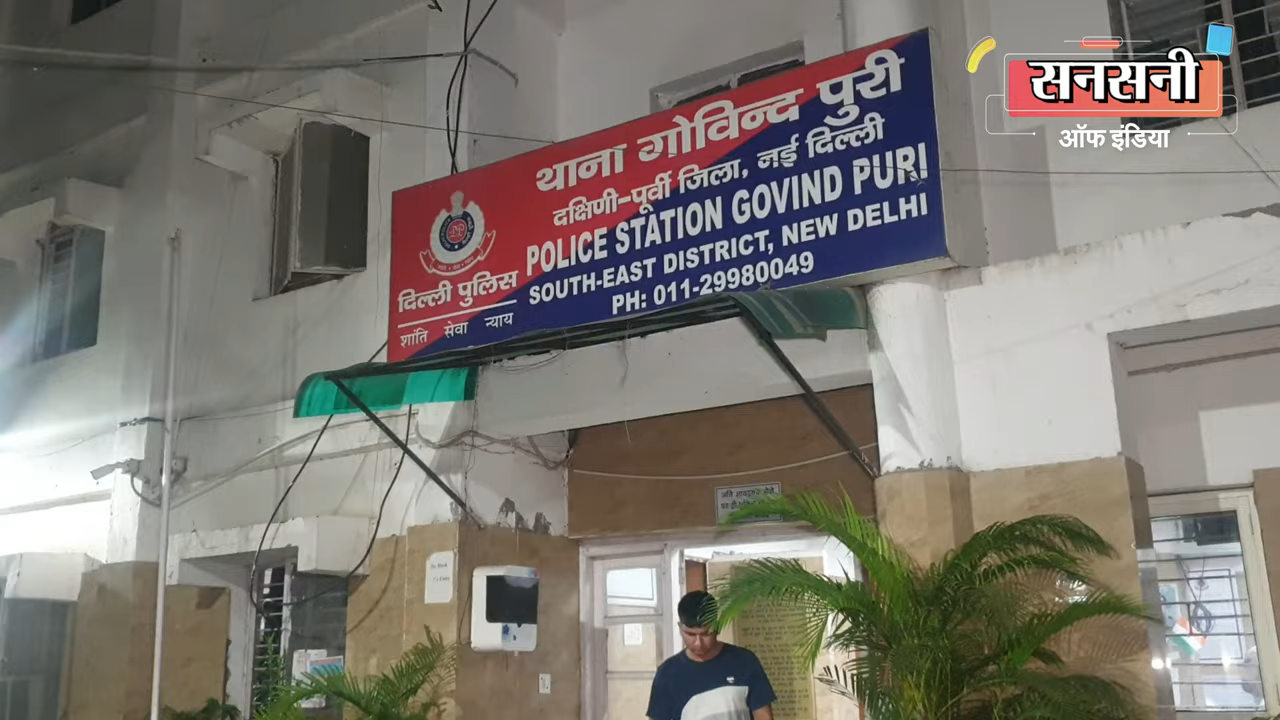 सनसनी
ऑफ इंडिया
थाना गोविन्द पुरी
दक्षिणी-पूर्वी जिला, नई दिल्ली
POLICE STATION GOVIND PURI
SOUTH-EAST DISTRICT, NEW DELHI
PH: 011-29980049
दिल्ली पुलिस
शांति सेवा न्याय